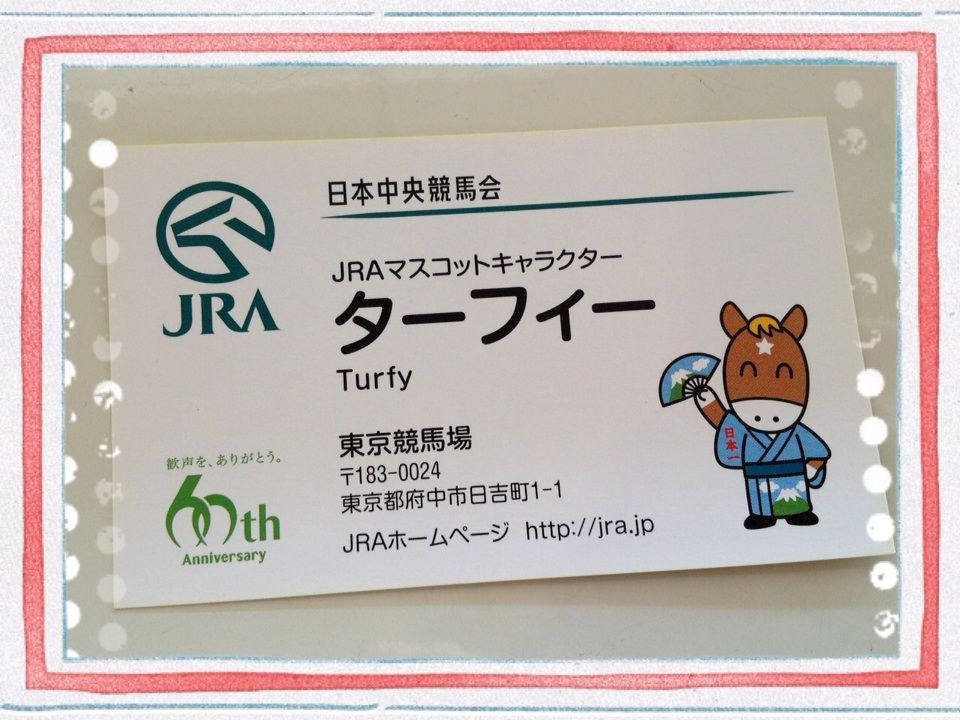 JRA
日本中央競馬会
JRAマスコットキャラクター
ターフィー
Turfy
日本一
東京競馬場
〒183-0024
東京都府中市日吉町1-1
JRAホームページ http://jra.jp
歓声を、ありがとう。
60th
Anniversary